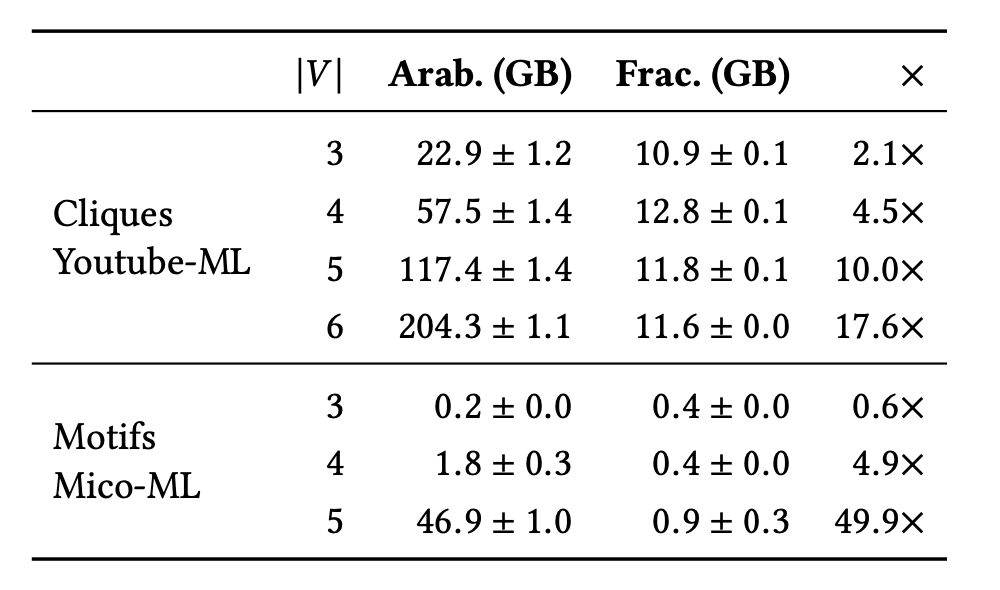 |V| Arab. (GB) Frac. (GB) ×
Cliques
Youtube-ML
3 22.9 ± 1.2 10.9 ± 0.1 2.1×
4 57.5 ± 1.4 12.8 ± 0.1 4.5×
5 117.4 ± 1.4 11.8 ± 0.1 10.0×
6 204.3 ± 1.1 11.6 ± 0.0 17.6×
Motifs
Mico-ML
3 0.2 ± 0.0 0.4 ± 0.0 0.6×
4 1.8 ± 0.3 0.4 ± 0.0 4.9×
5 46.9 ± 1.0 0.9 ± 0.3 49.9×